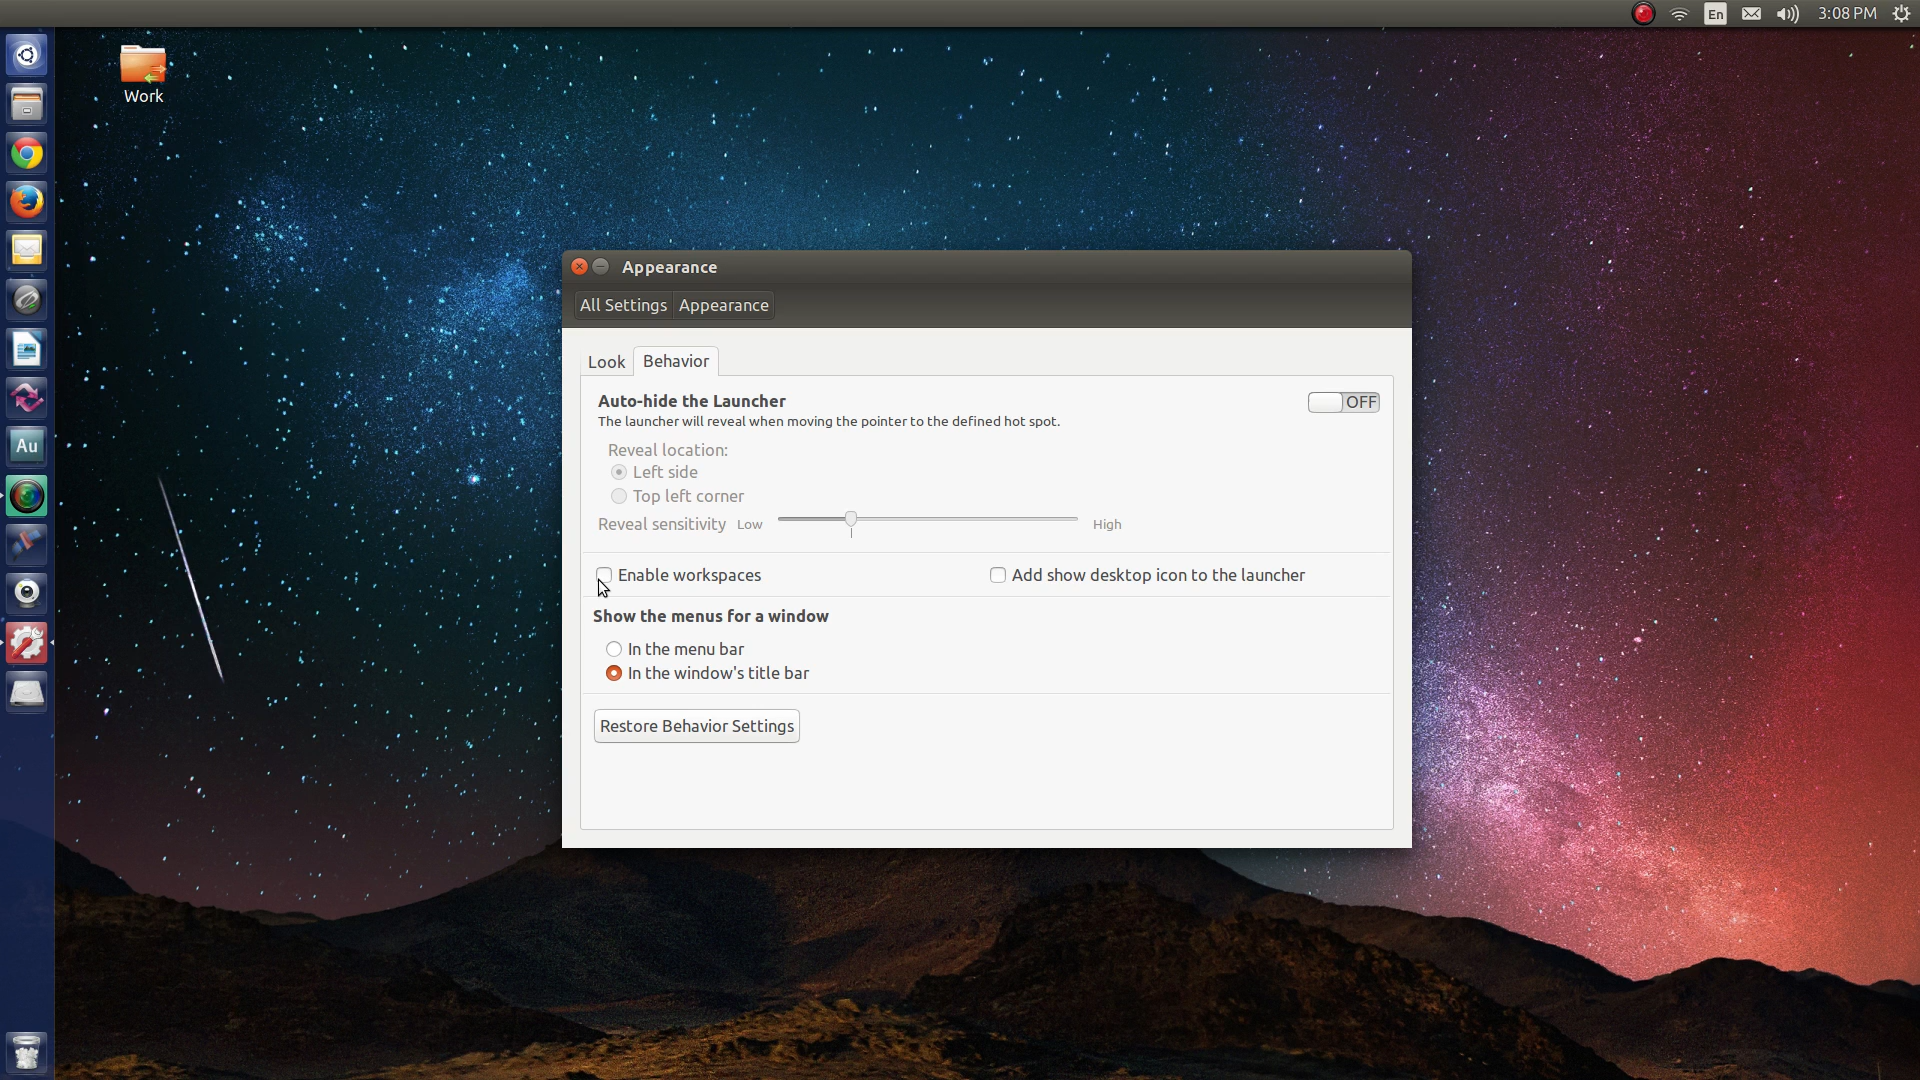 En
3:08 PM
Work
Au
Appearance
All Settings
Appearance
Look
Behavior
Auto-hide the Launcher
OFF
The launcher will reveal when moving the pointer to the defined hot spot.
Reveal location:
Left side
Top left corner
Reveal sensitivity Low High
Enable workspaces
Add show desktop icon to the launcher
Show the menus for a window
In the menu bar
In the window's title bar
Restore Behavior Settings